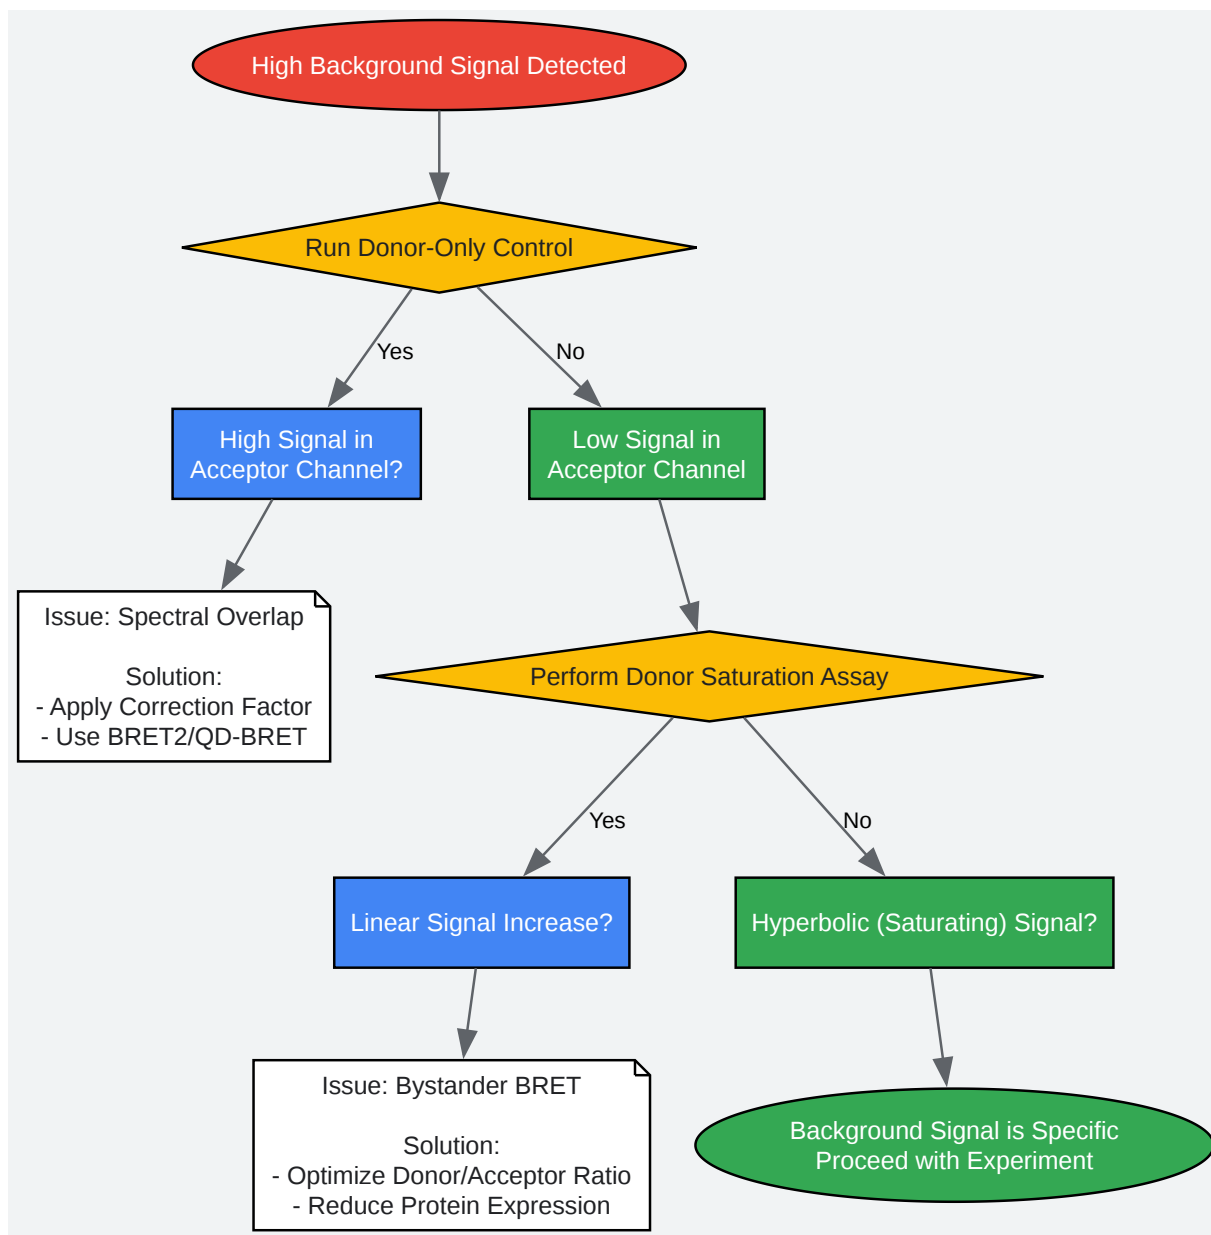 High Background Signal Detected
Run Donor-Only Control
Yes
No
High Signal in
Acceptor Channel?
Low Signal in
Acceptor Channel
Issue: Spectral Overlap
Solution:
- Apply Correction Factor
- Use BRET2/QD-BRET
Perform Donor Saturation Assay
Yes
No
Linear Signal Increase?
Hyperbolic (Saturating) Signal?
Issue: Bystander BRET
Solution:
- Optimize Donor/Acceptor Ratio
- Reduce Protein Expression
Background Signal is Specific
Proceed with Experiment